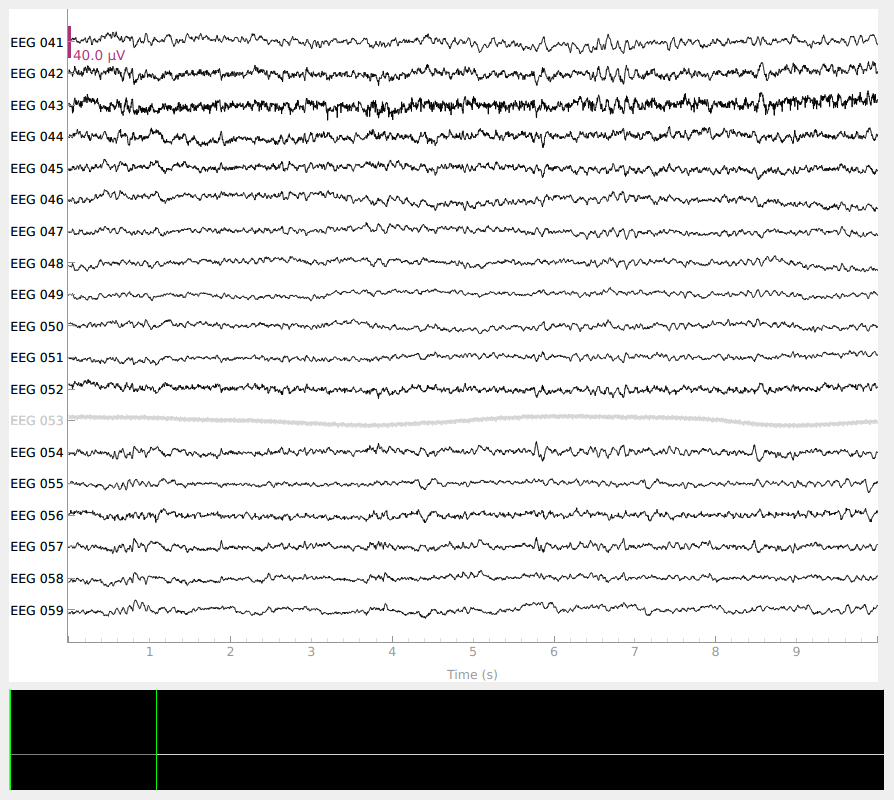 EEG 041
40.0 µV
EEG 042
EEG 043
EEG 044
EEG 045
EEG 046
EEG 047
EEG 048
EEG 049
EEG 050
EEG 051
EEG 052
EEG 053
EEG 054
EEG 055
EEG 056
EEG 057
EEG 058
EEG 059
1 2 3 4 5 6 7 8 9
Time (s)